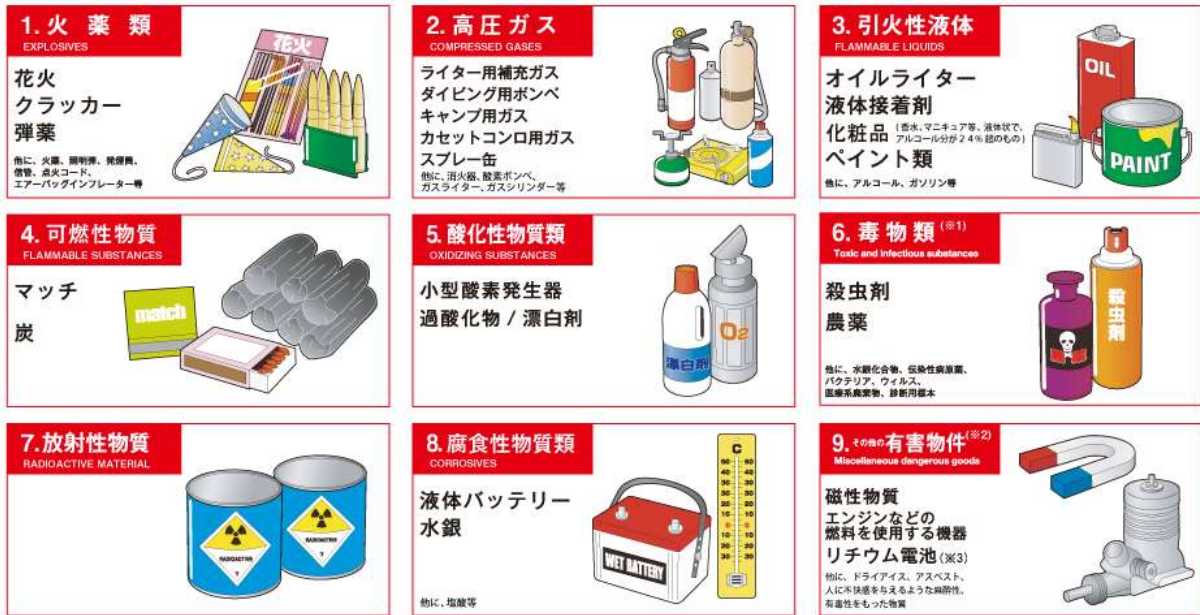 1. 火薬類
EXPLOSIVES
花火
クラッカー
弾薬
他に、火薬、照明弾、発煙筒、
信管、点火コード、
エアーバッグインフレーター等
花火
2. 高圧ガス
COMPRESSED GASES
ライター用補充ガス
ダイビング用ボンベ
キャンプ用ガス
カセットコンロ用ガス
スプレー缶
他に、消火器、酸素ボンベ、
ガスライター、ガスシリンダー等
3. 引火性液体
FLAMMABLE LIQUIDS
オイルライター
液体接着剤
化粧品 (香水、マニキュア等、液体状で、
アルコール分が24%超のもの)
ペイント類
他に、アルコール、ガソリン等
OIL
PAINT
4. 可燃性物質
FLAMMABLE SUBSTANCES
マッチ
炭
match
5. 酸化性物質類
OXIDIZING SUBSTANCES
小型酸素発生器
過酸化物 / 漂白剤
漂白剤
O2
6. 毒物類 (※1)
Toxic and infectious substances
殺虫剤
農薬
他に、水銀化合物、伝染性病原菌、
バクテリア、ウィルス、
医療系廃棄物、診断用標本
殺虫剤
7. 放射性物質
RADIOACTIVE MATERIAL
RADIOACTIVE
7
RADIOACTIVE
7
8. 腐食性物質類
CORROSIVES
液体バッテリー
水銀
他に、塩酸等
WET BATTERY
C
9. その他の有害物件 (※2)
Miscellaneous dangerous goods
磁性物質
エンジンなどの
燃料を使用する機器
リチウム電池 (※3)
他に、ドライアイス、アスベスト、
人に不快感を与えるような麻酔性、
有毒性をもった物質